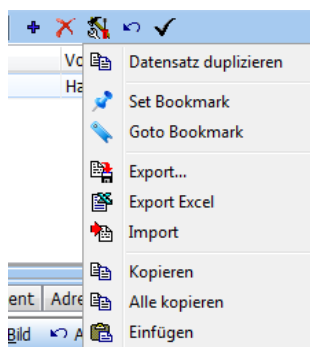 Vo
Datensatz duplizieren
Ha
Set Bookmark
Goto Bookmark
Export...
Export Excel
Import
Kopieren
ent Adre
Alle kopieren
Bild A
Einfügen